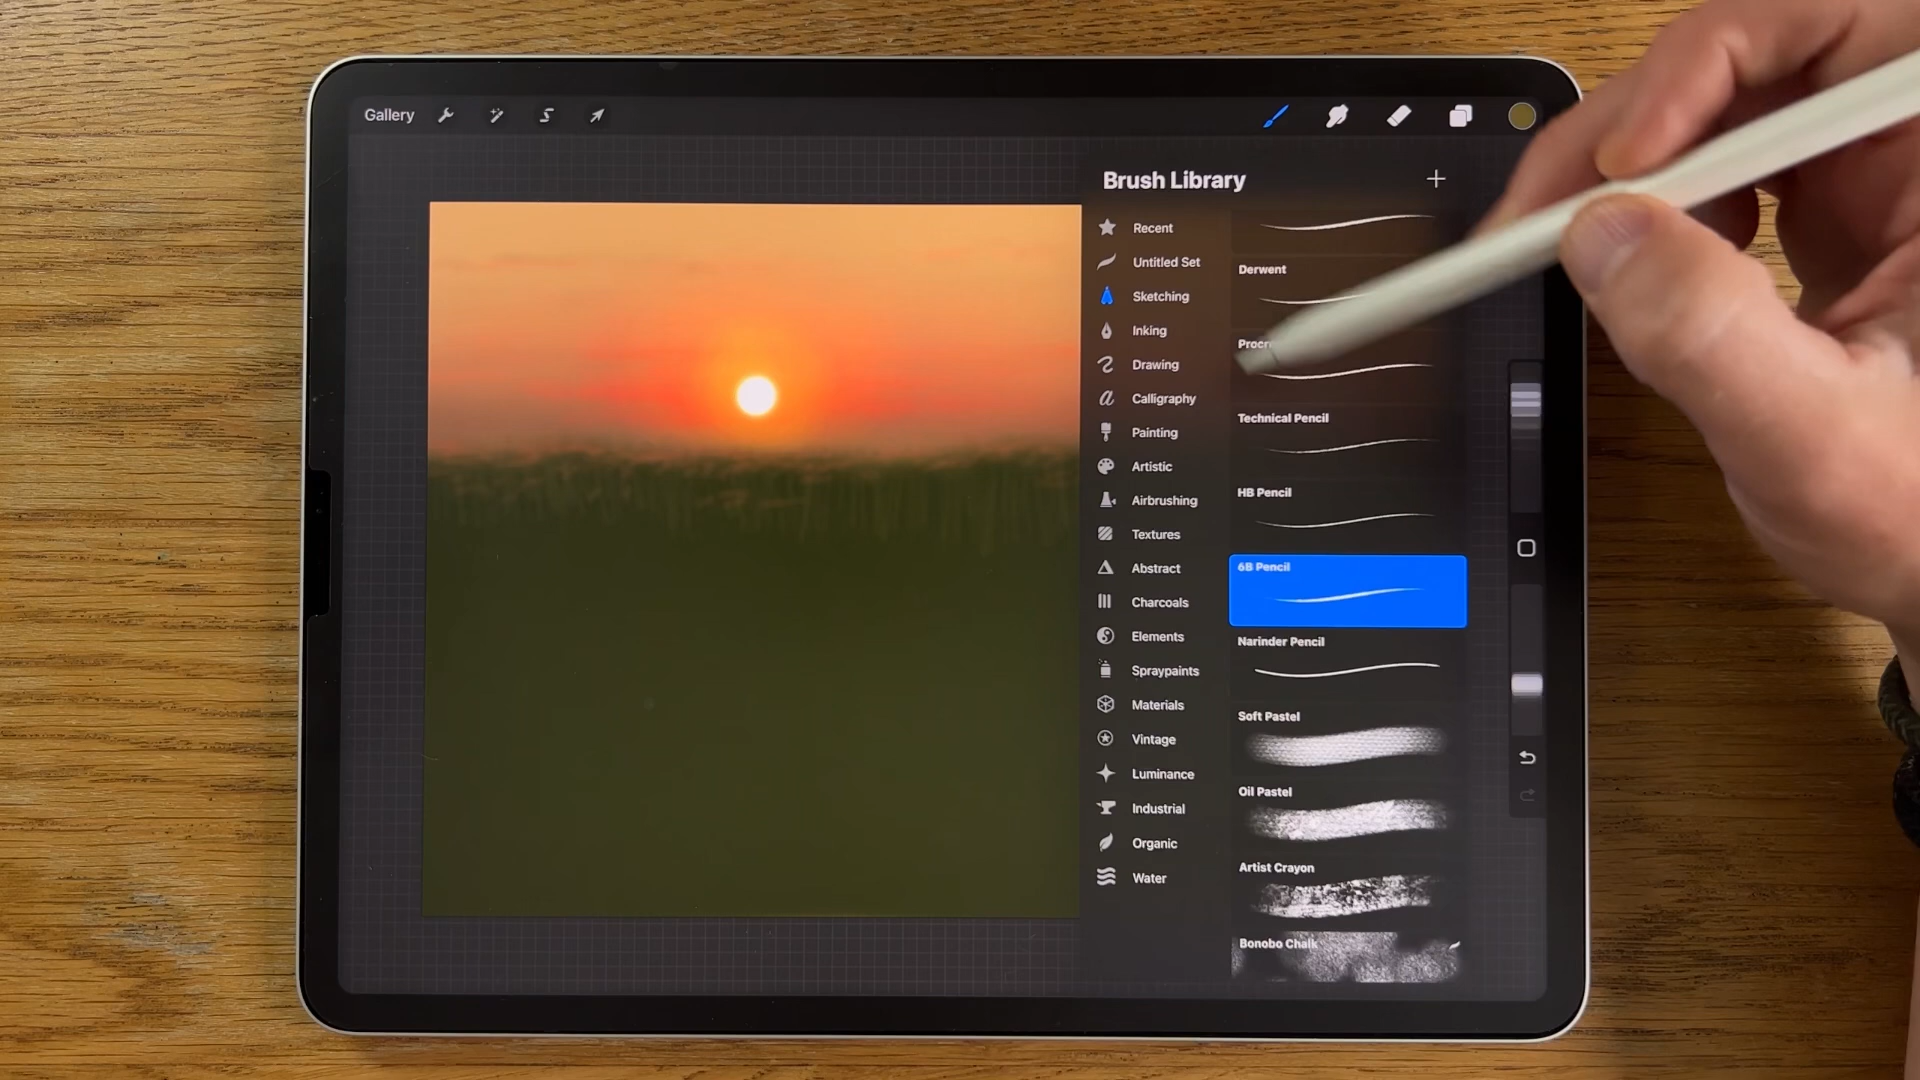 Gallery
Brush Library
Recent
Untitled Set
Sketching
Inking
Drawing
Calligraphy
Painting
Artistic
Airbrushing
Textures
Abstract
Charcoals
Elements
Spraypaints
Materials
Vintage
Luminance
Industrial
Organic
Water
Derwent
Technical Pencil
HB Pencil
6B Pencil
Narinder Pencil
Soft Pastel
Oil Pastel
Artist Crayon
Bonobo Chalk